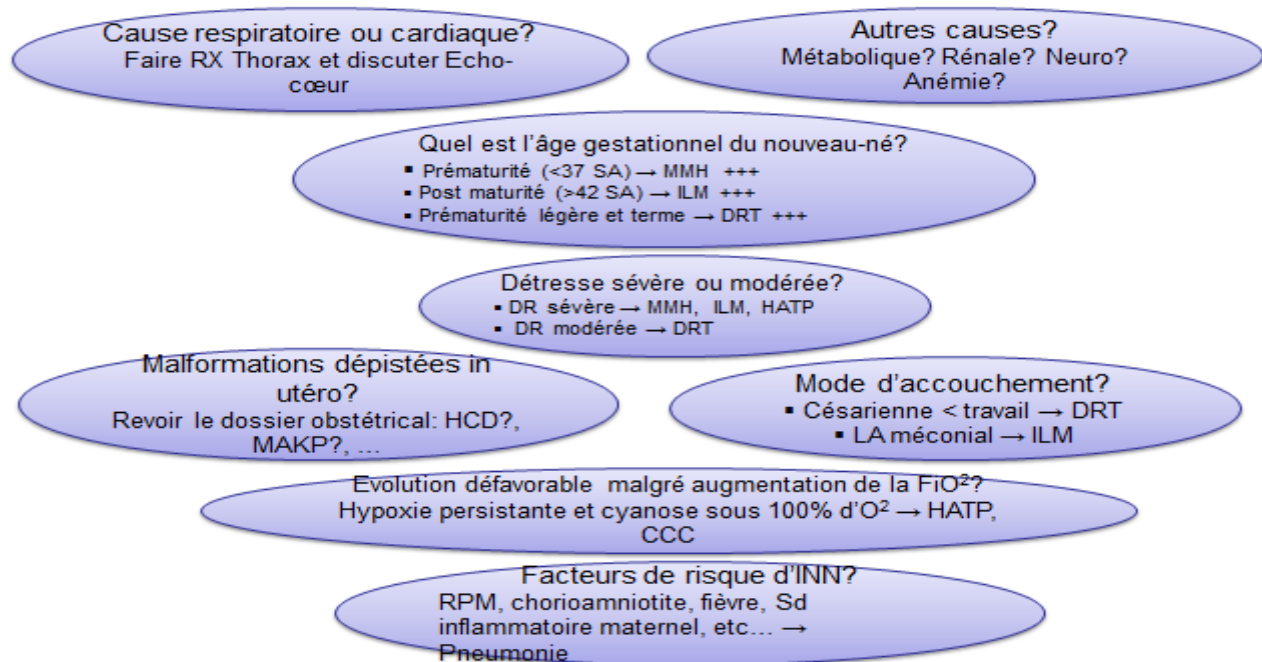 Cause respiratoire ou cardiaque?
Faire RX Thorax et discuter Echo-
cœur
Autres causes?
Métabolique? Rénale? Neuro?
Anémie?
Quel est l'âge gestationnel du nouveau-né?
▪ Prématurité (<37 SA) → MMH +++
▪ Post maturité (>42 SA) → ILM +++
▪ Prématurité légère et terme → DRT +++
Détresse sévère ou modérée?
▪ DR sévère → MMH, ILM, HATP
▪ DR modérée → DRT
Malformations dépistées in
utéro?
Revoir le dossier obstétrical: HCD?,
MAKP?, …
Mode d'accouchement?
▪ Césarienne < travail → DRT
▪ LA méconial → ILM
Evolution défavorable malgré augmentation de la FiO²?
Hypoxie persistante et cyanose sous 100% d'O² → HATP,
CCC
Facteurs de risque d'INN?
RPM, chorioamniotite, fièvre, Sd
inflammatoire maternel, etc… →
Pneumonie